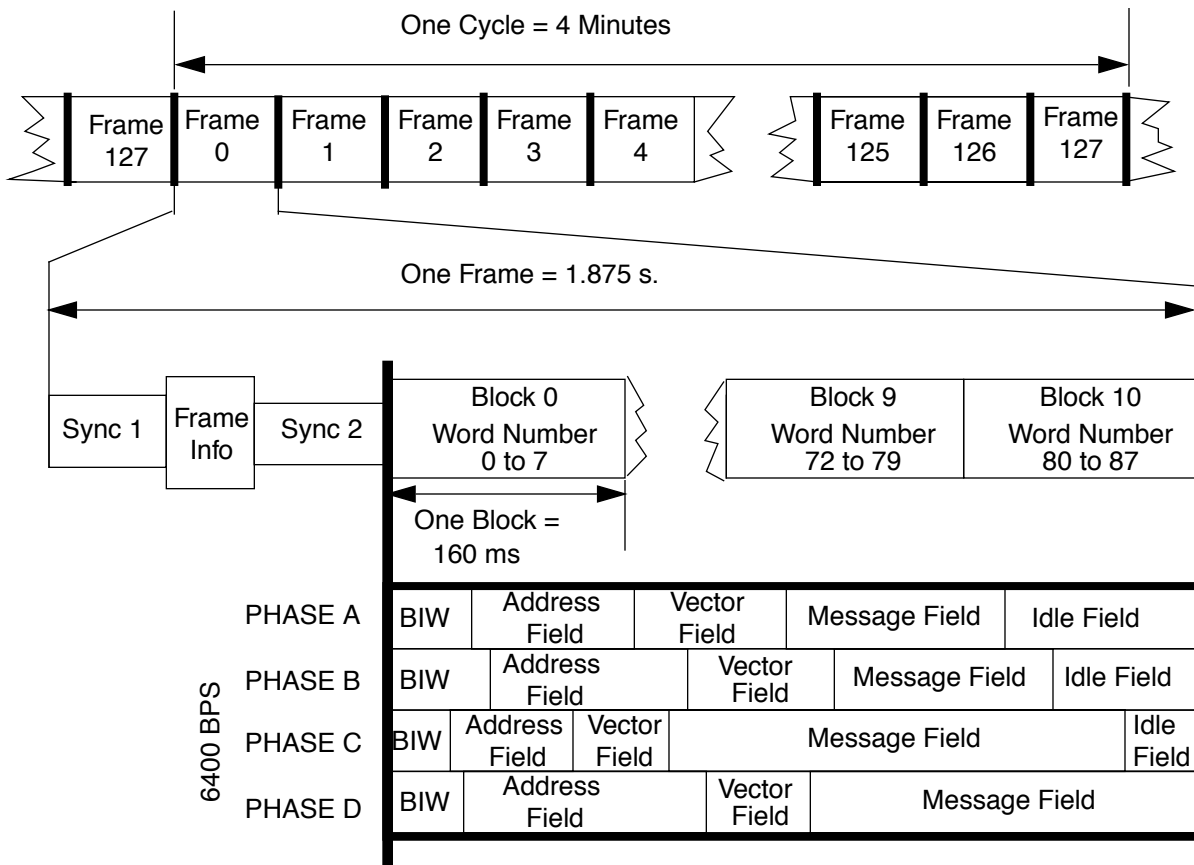 One Cycle = 4 Minutes
Frame 127
Frame 0
Frame 1
Frame 2
Frame 3
Frame 4
Frame 125
Frame 126
Frame 127
One Frame = 1.875 s.
Sync 1
Frame Info
Sync 2
Block 0
Word Number
0 to 7
Block 9
Word Number
72 to 79
Block 10
Word Number
80 to 87
One Block =
160 ms
6400 BPS
PHASE A
BIW
Address Field
Vector Field
Message Field
Idle Field
PHASE B
BIW
Address Field
Vector Field
Message Field
Idle Field
PHASE C
BIW
Address Field
Vector Field
Message Field
Idle Field
PHASE D
BIW
Address Field
Vector Field
Message Field